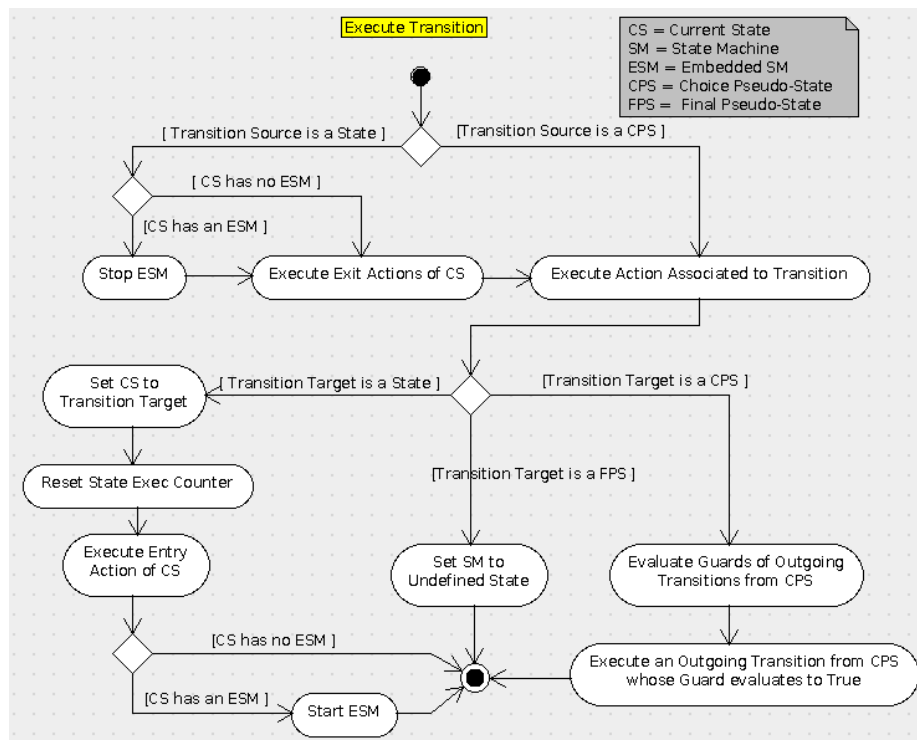 Execute Transition
CS = Current State
SM = State Machine
ESM = Embedded SM
CPS = Choice Pseudo-State
FPS = Final Pseudo-State
[ Transition Source is a State ]
[Transition Source is a CPS ]
[ CS has no ESM ]
[CS has an ESM ]
Stop ESM
Execute Exit Actions of CS
Execute Action Associated to Transition
Set CS to
Transition Target
[ Transition Target is a State ]
[Transition Target is a CPS ]
[Transition Target is a FPS ]
Reset State Exec Counter
Execute Entry
Action of CS
Set SM to
Undefined State
Evaluate Guards of Outgoing
Transitions from CPS
[CS has no ESM ]
Execute an Outgoing Transition from CPS
whose Guard evaluates to True
[CS has an ESM ]
Start ESM